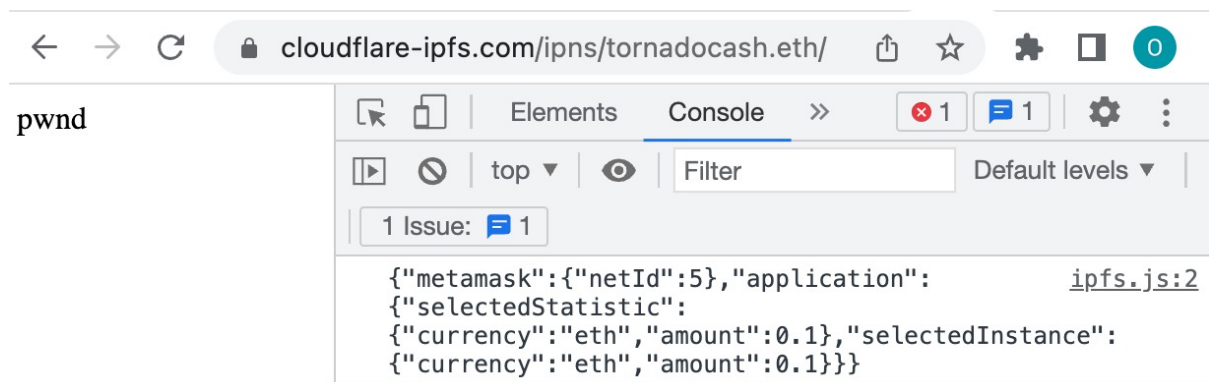 cloudflare-ipfs.com/ipns/tornadocash.eth/
O
pwnd
Elements Console » 1 1
top ▼ Filter Default levels ▼
1 Issue: 1
{"metamask":{"netId":5},"application": ipfs.js:2
{"selectedStatistic":
{"currency":"eth","amount":0.1},"selectedInstance":
{"currency":"eth","amount":0.1}}}